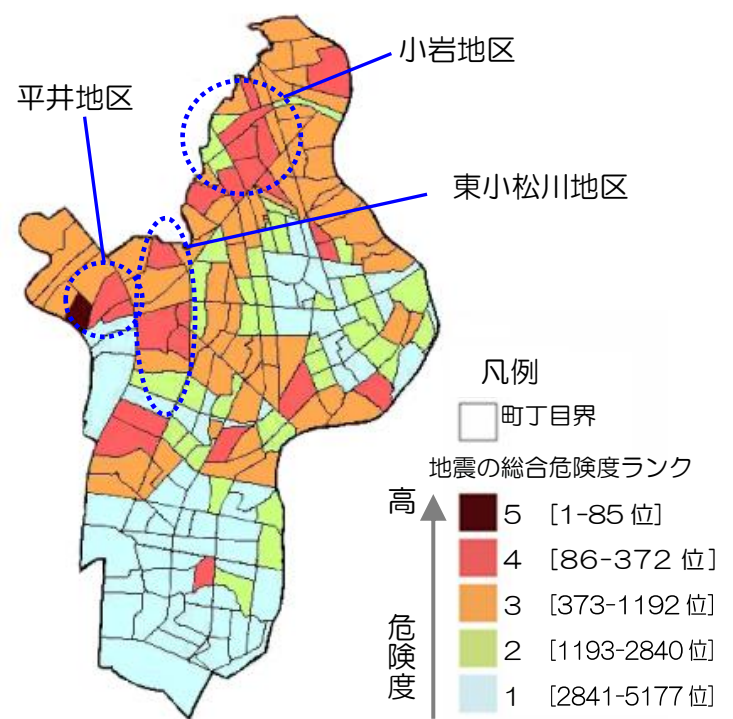 小岩地区
平井地区
東小松川地区
凡例
町丁目界
地震の総合危険度ランク
高
危険度
5 [1-85位]
4 [86-372位]
3 [373-1192位]
2 [1193-2840位]
1 [2841-5177位]